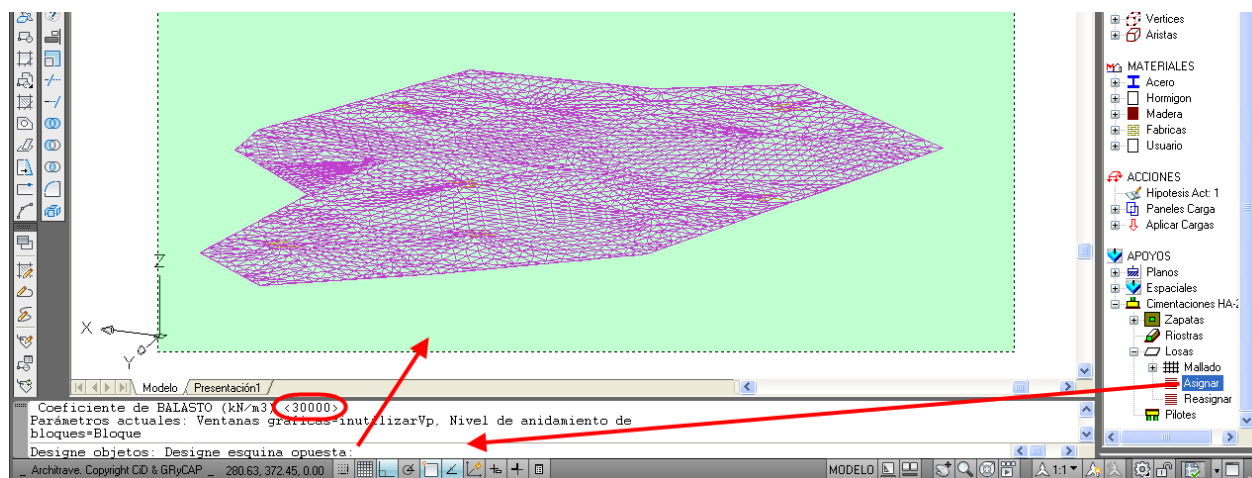 Vertices
Aristas
MATERIALES
Acero
Hormigon
Madera
Fabricas
Usuario
ACCIONES
Hipotesis Act: 1
Paneles Carga
Aplicar Cargas
APOYOS
Planos
Espaciales
Cimentaciones HA-2
Zapatas
Riostras
Losas
Mallado
Asignar
Reasignar
Pilotes
Z
X
Y
Modelo Presentación1
Coeficiente de BALASTO (kN/m3) <30000>
Parámetros actuales: Ventanas gráficas=inutilizarVp, Nivel de anidamiento de
bloques=Bloque
Designe objetos: Designe esquina opuesta:
_ Architrave. Copyright CiD & GRyCAP _ 280.63, 372.45, 0.00 MODELO 1:1